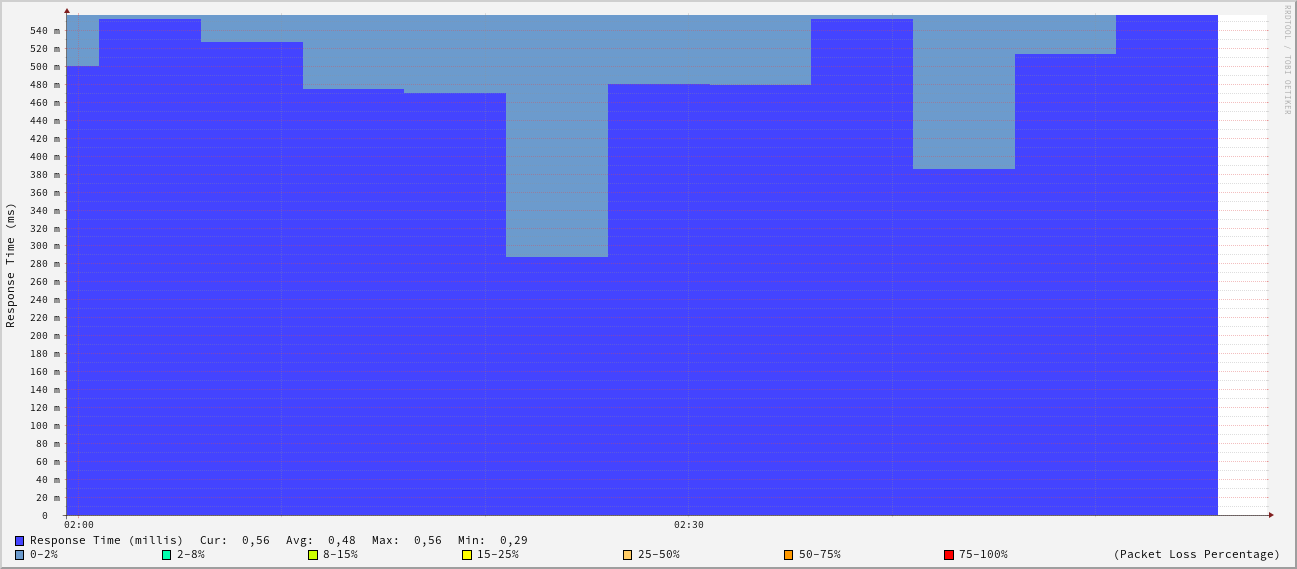 RRDTOOL / TOBI OETIKER
Response Time (ms)
540 m
520 m
500 m
480 m
460 m
440 m
420 m
400 m
380 m
360 m
340 m
320 m
300 m
280 m
260 m
240 m
220 m
200 m
180 m
160 m
140 m
120 m
100 m
80 m
60 m
40 m
20 m
0
02:00 02:30
Response Time (millis) Cur: 0,56 Avg: 0,48 Max: 0,56 Min: 0,29
0-2% 2-8% 8-15% 15-25% 25-50% 50-75% 75-100% (Packet Loss Percentage)